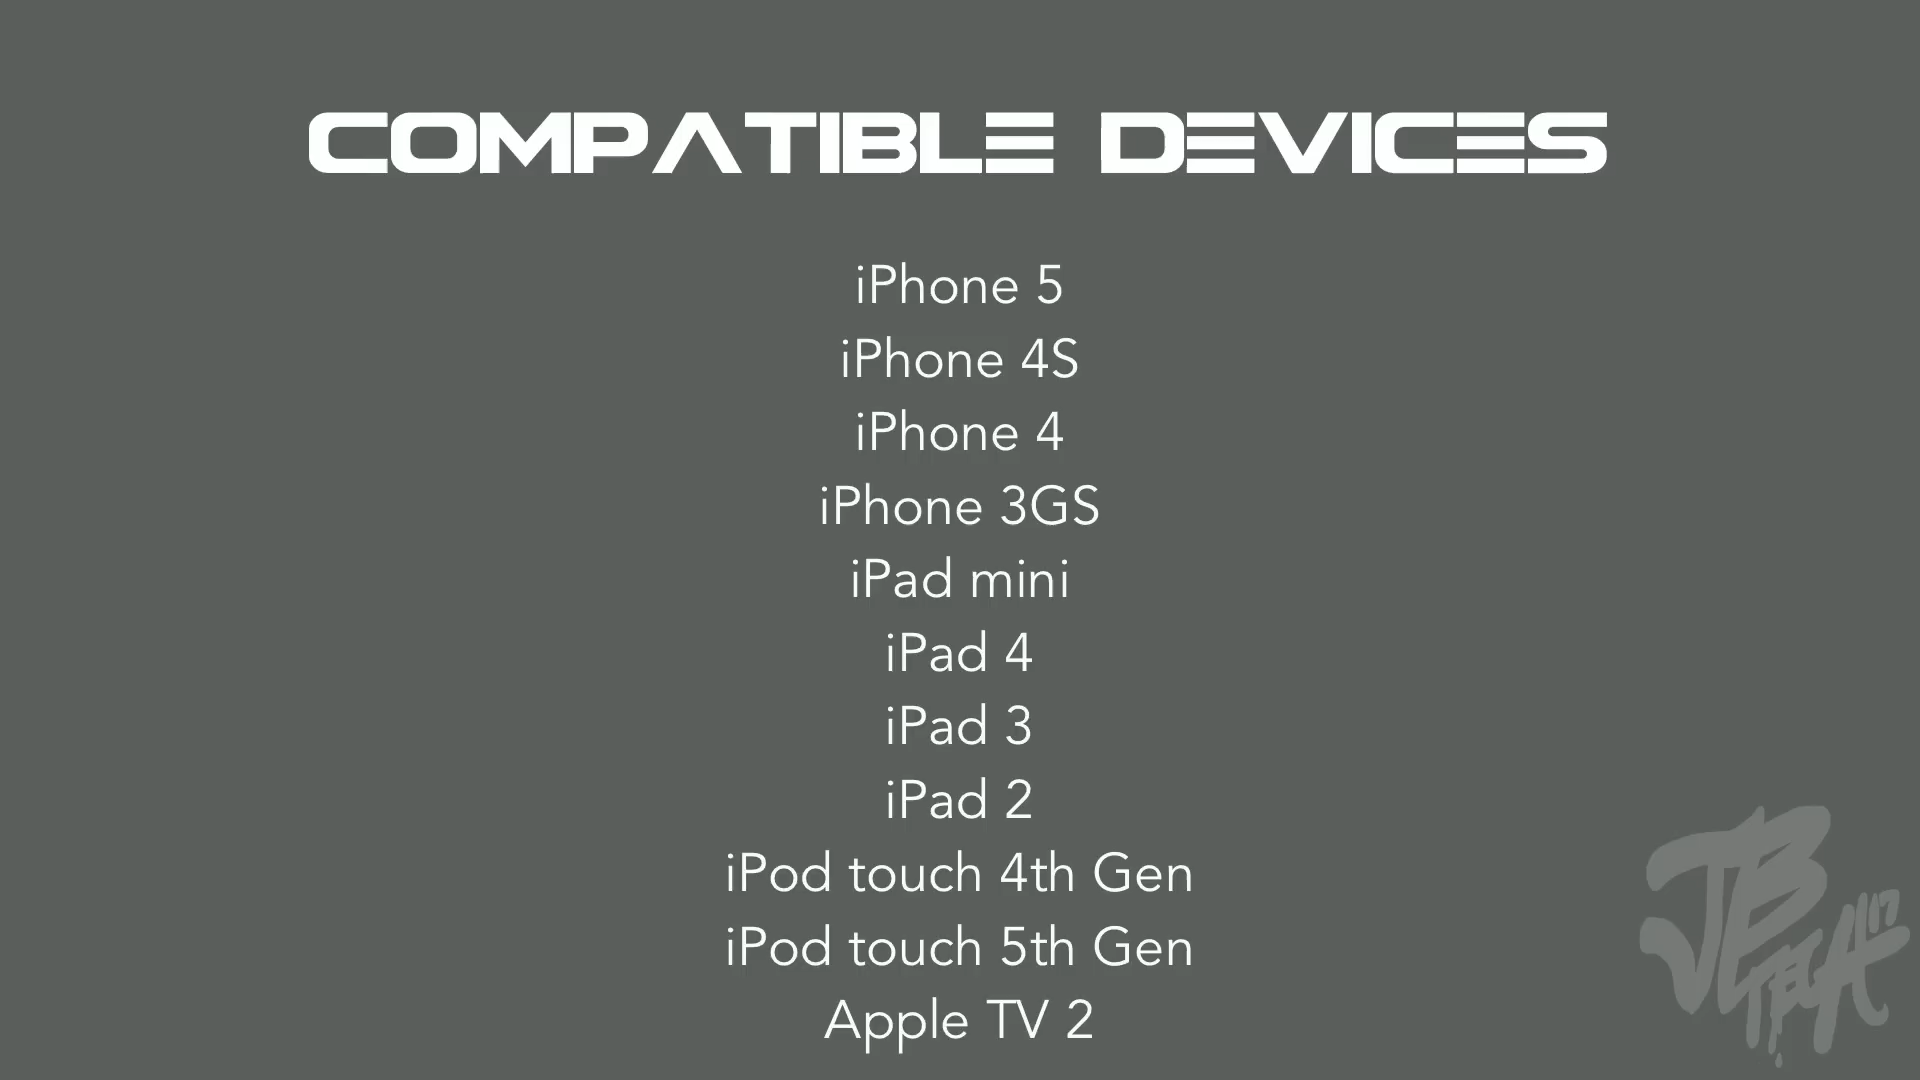 COMPATIBLE DEVICES
iPhone 5
iPhone 4S
iPhone 4
iPhone 3GS
iPad mini
iPad 4
iPad 3
iPad 2
iPod touch 4th Gen
iPod touch 5th Gen
Apple TV 2
JB